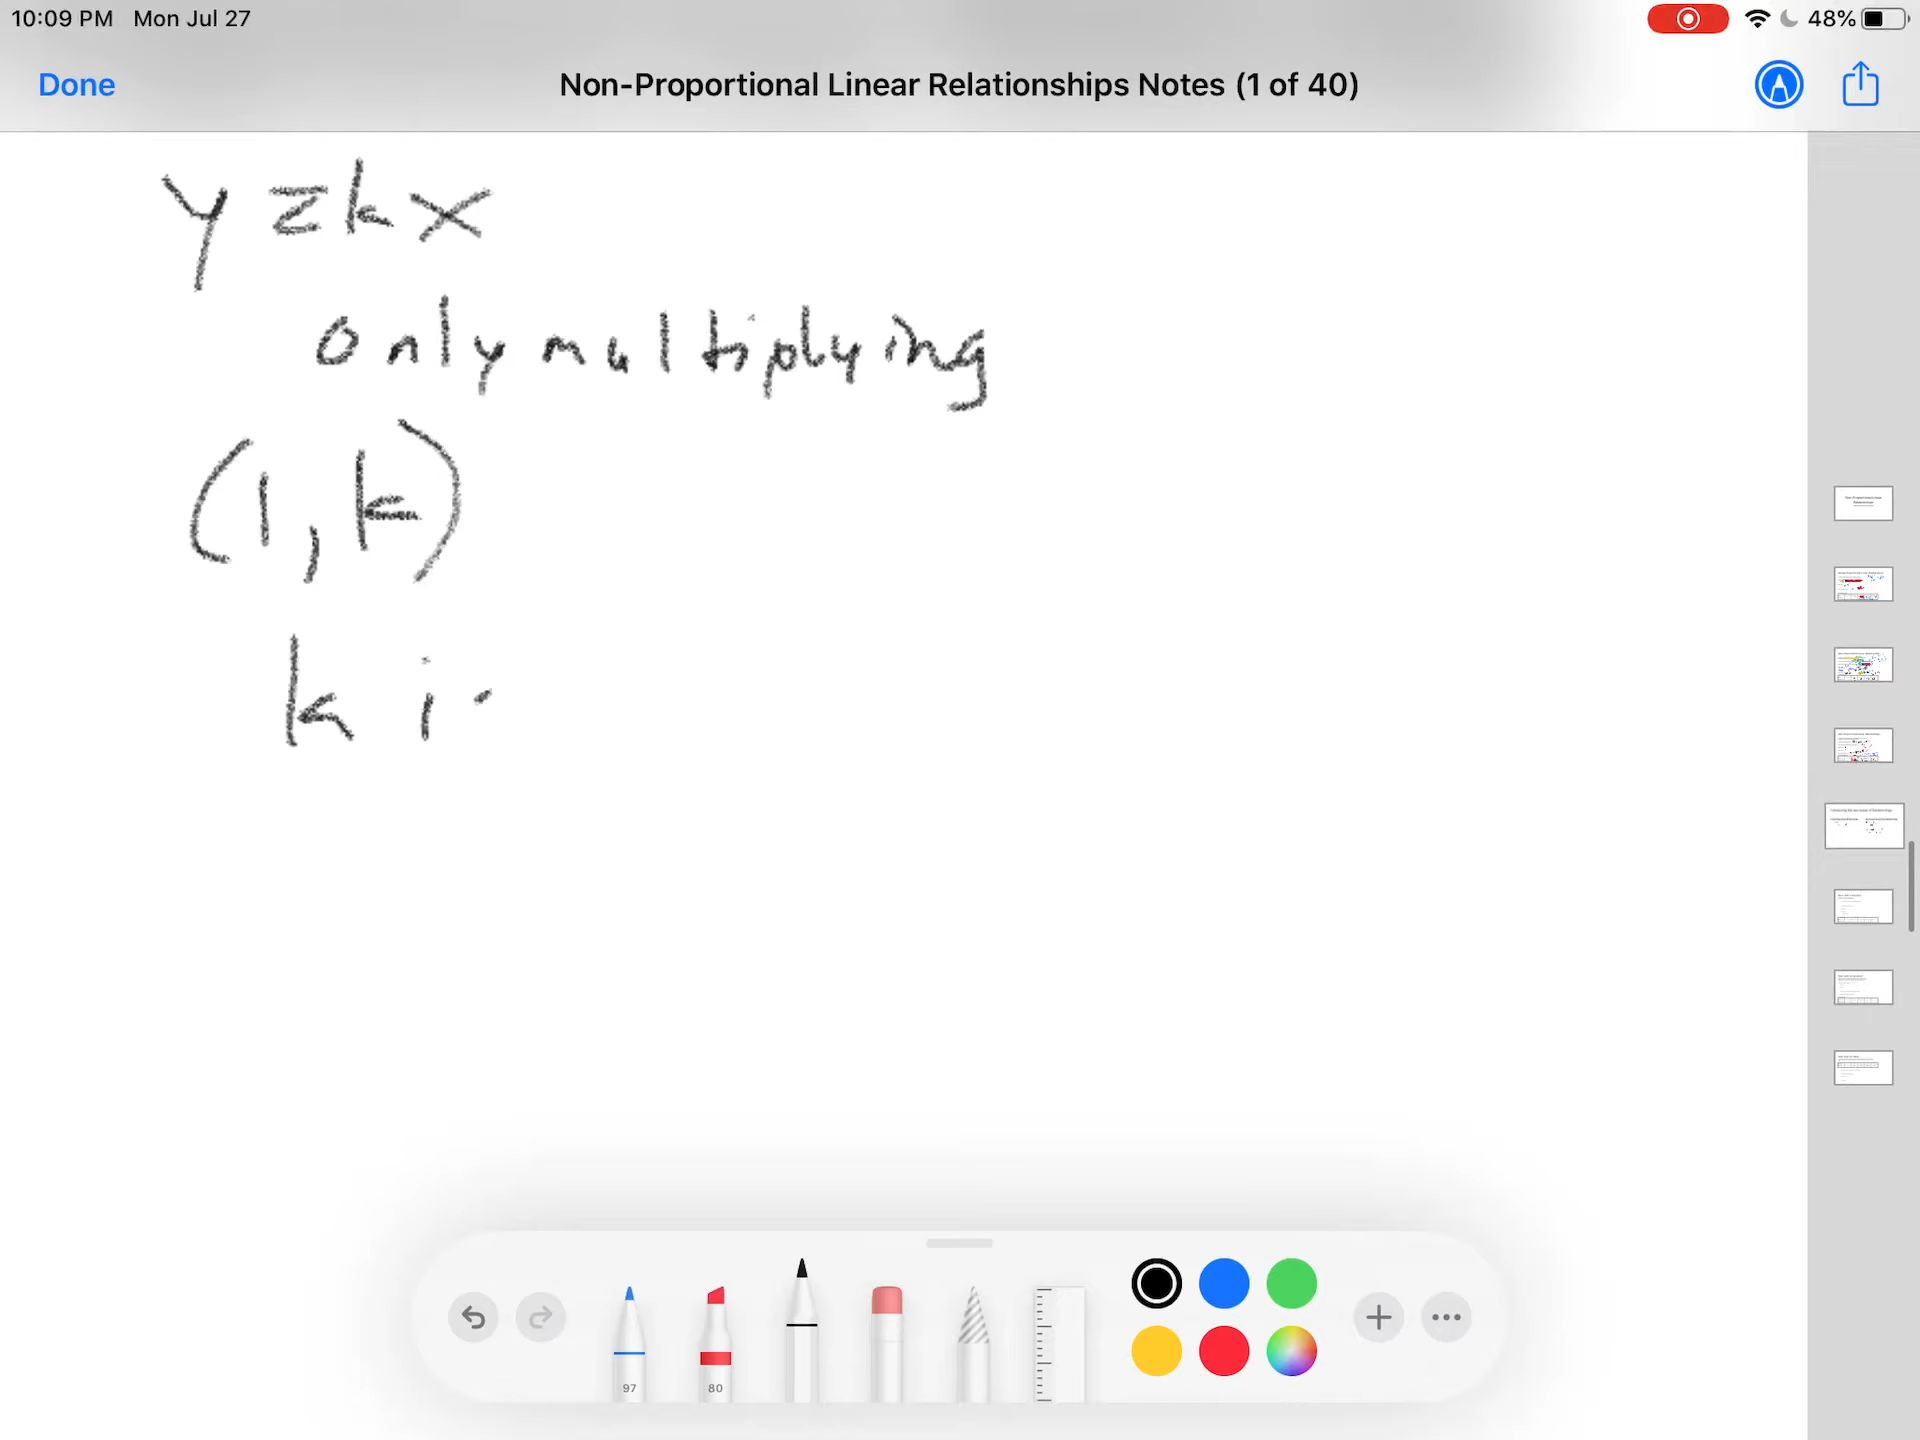 10:09 PM Mon Jul 27
48%
Done
Non-Proportional Linear Relationships Notes (1 of 40)
y = kx
only multiplying
(1, k)
k i
97
80